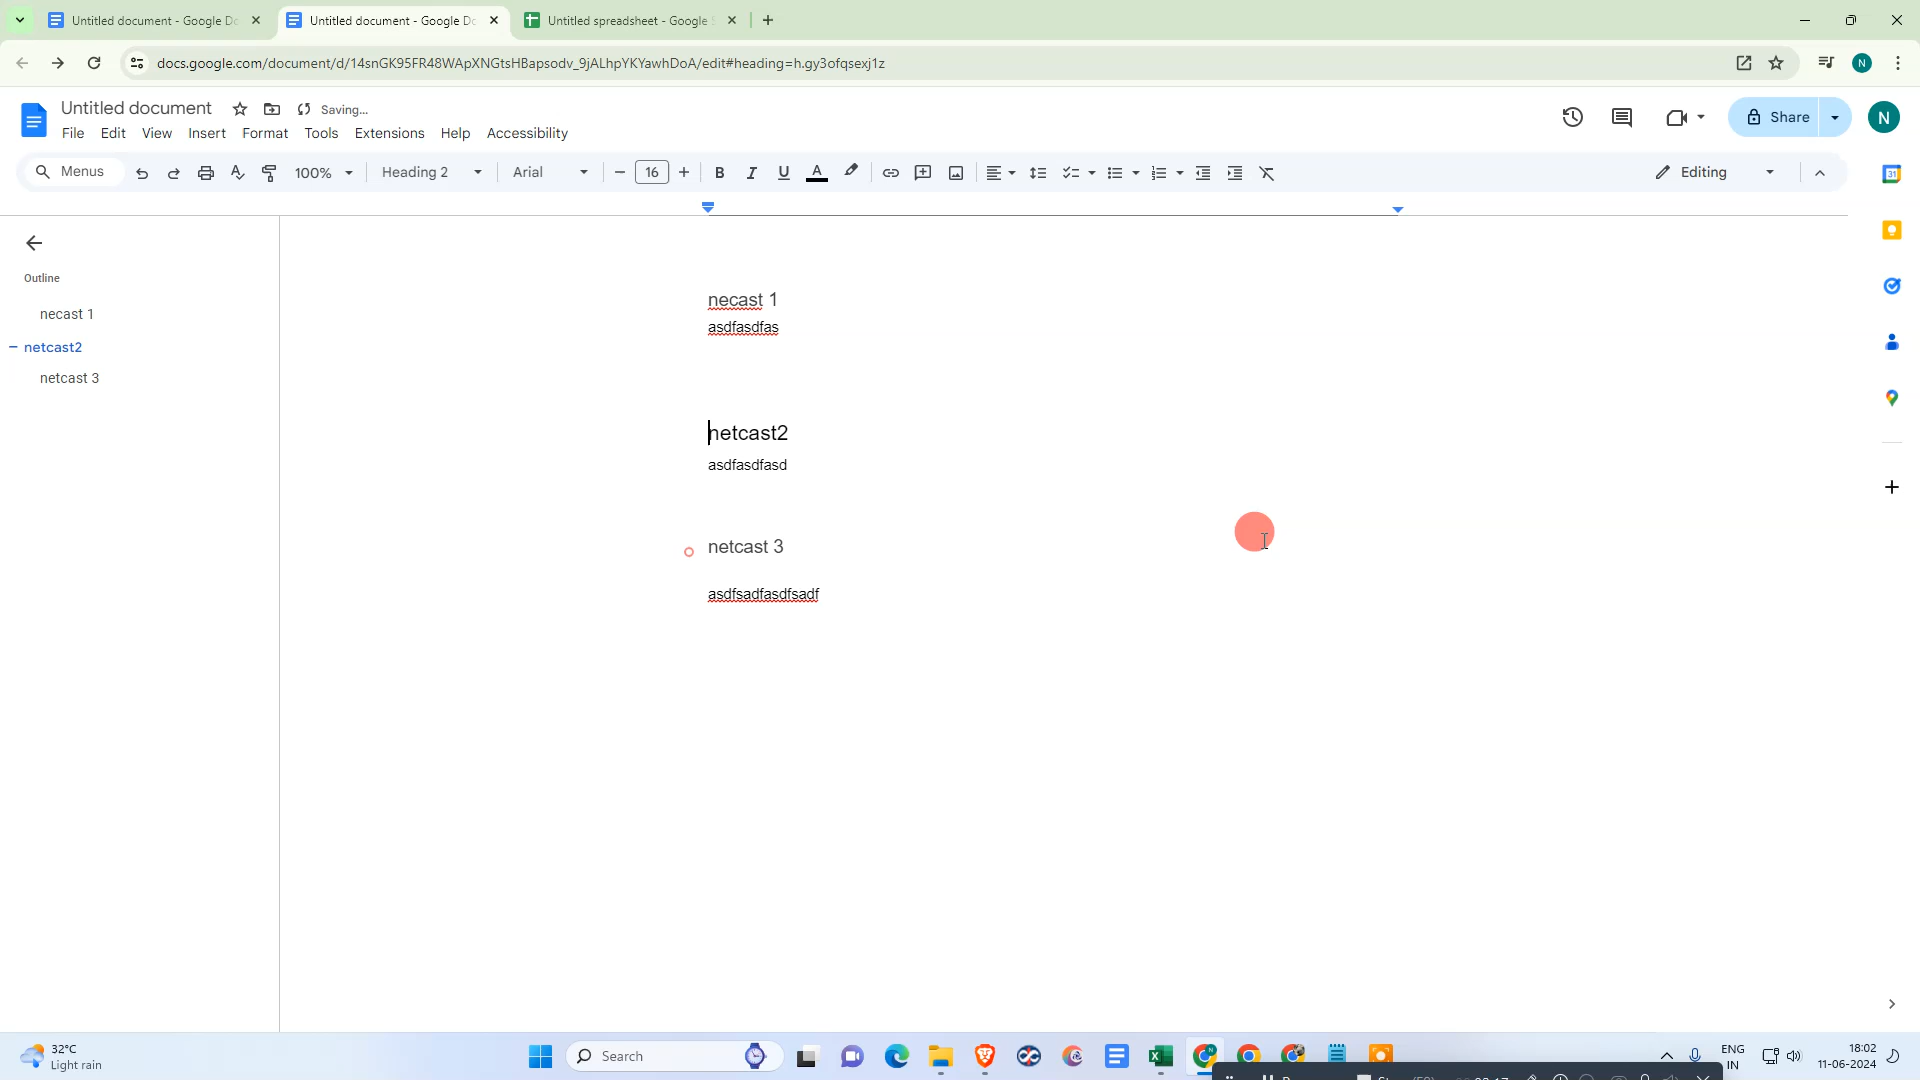 Untitled document - Google Do
Untitled document - Google Do
Untitled spreadsheet - Google S
docs.google.com/document/d/14snGK95FR48WApXNGtsHBapsodv_9jALhpYKYawhDoA/edit#heading=h.gy3ofqsexj1z
N
Untitled document
Saving...
File Edit View Insert Format Tools Extensions Help Accessibility
Share
N
Menus
100%
Heading 2
Arial
16
Editing
31
Outline
necast 1
netcast2
netcast 3
necast 1
asdfasdfas
netcast2
asdfasdfasd
netcast 3
asdfsadfasdfsadf
32°C
Light rain
Search
ENG
IN
18:02
11-06-2024